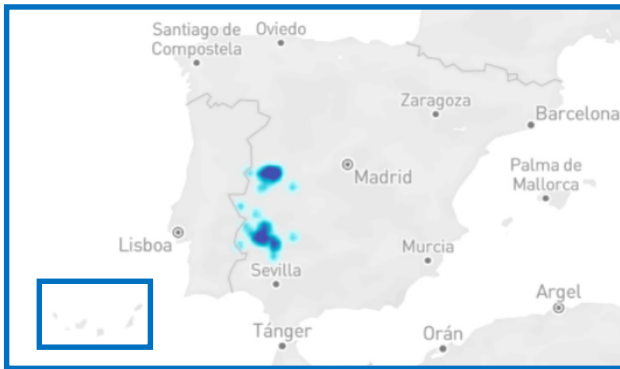 Santiago de
Compostela
Oviedo
Zaragoza
Barcelona
Madrid
Palma de
Mallorca
Lisboa
Murcia
Sevilla
Argel
Tánger
Orán